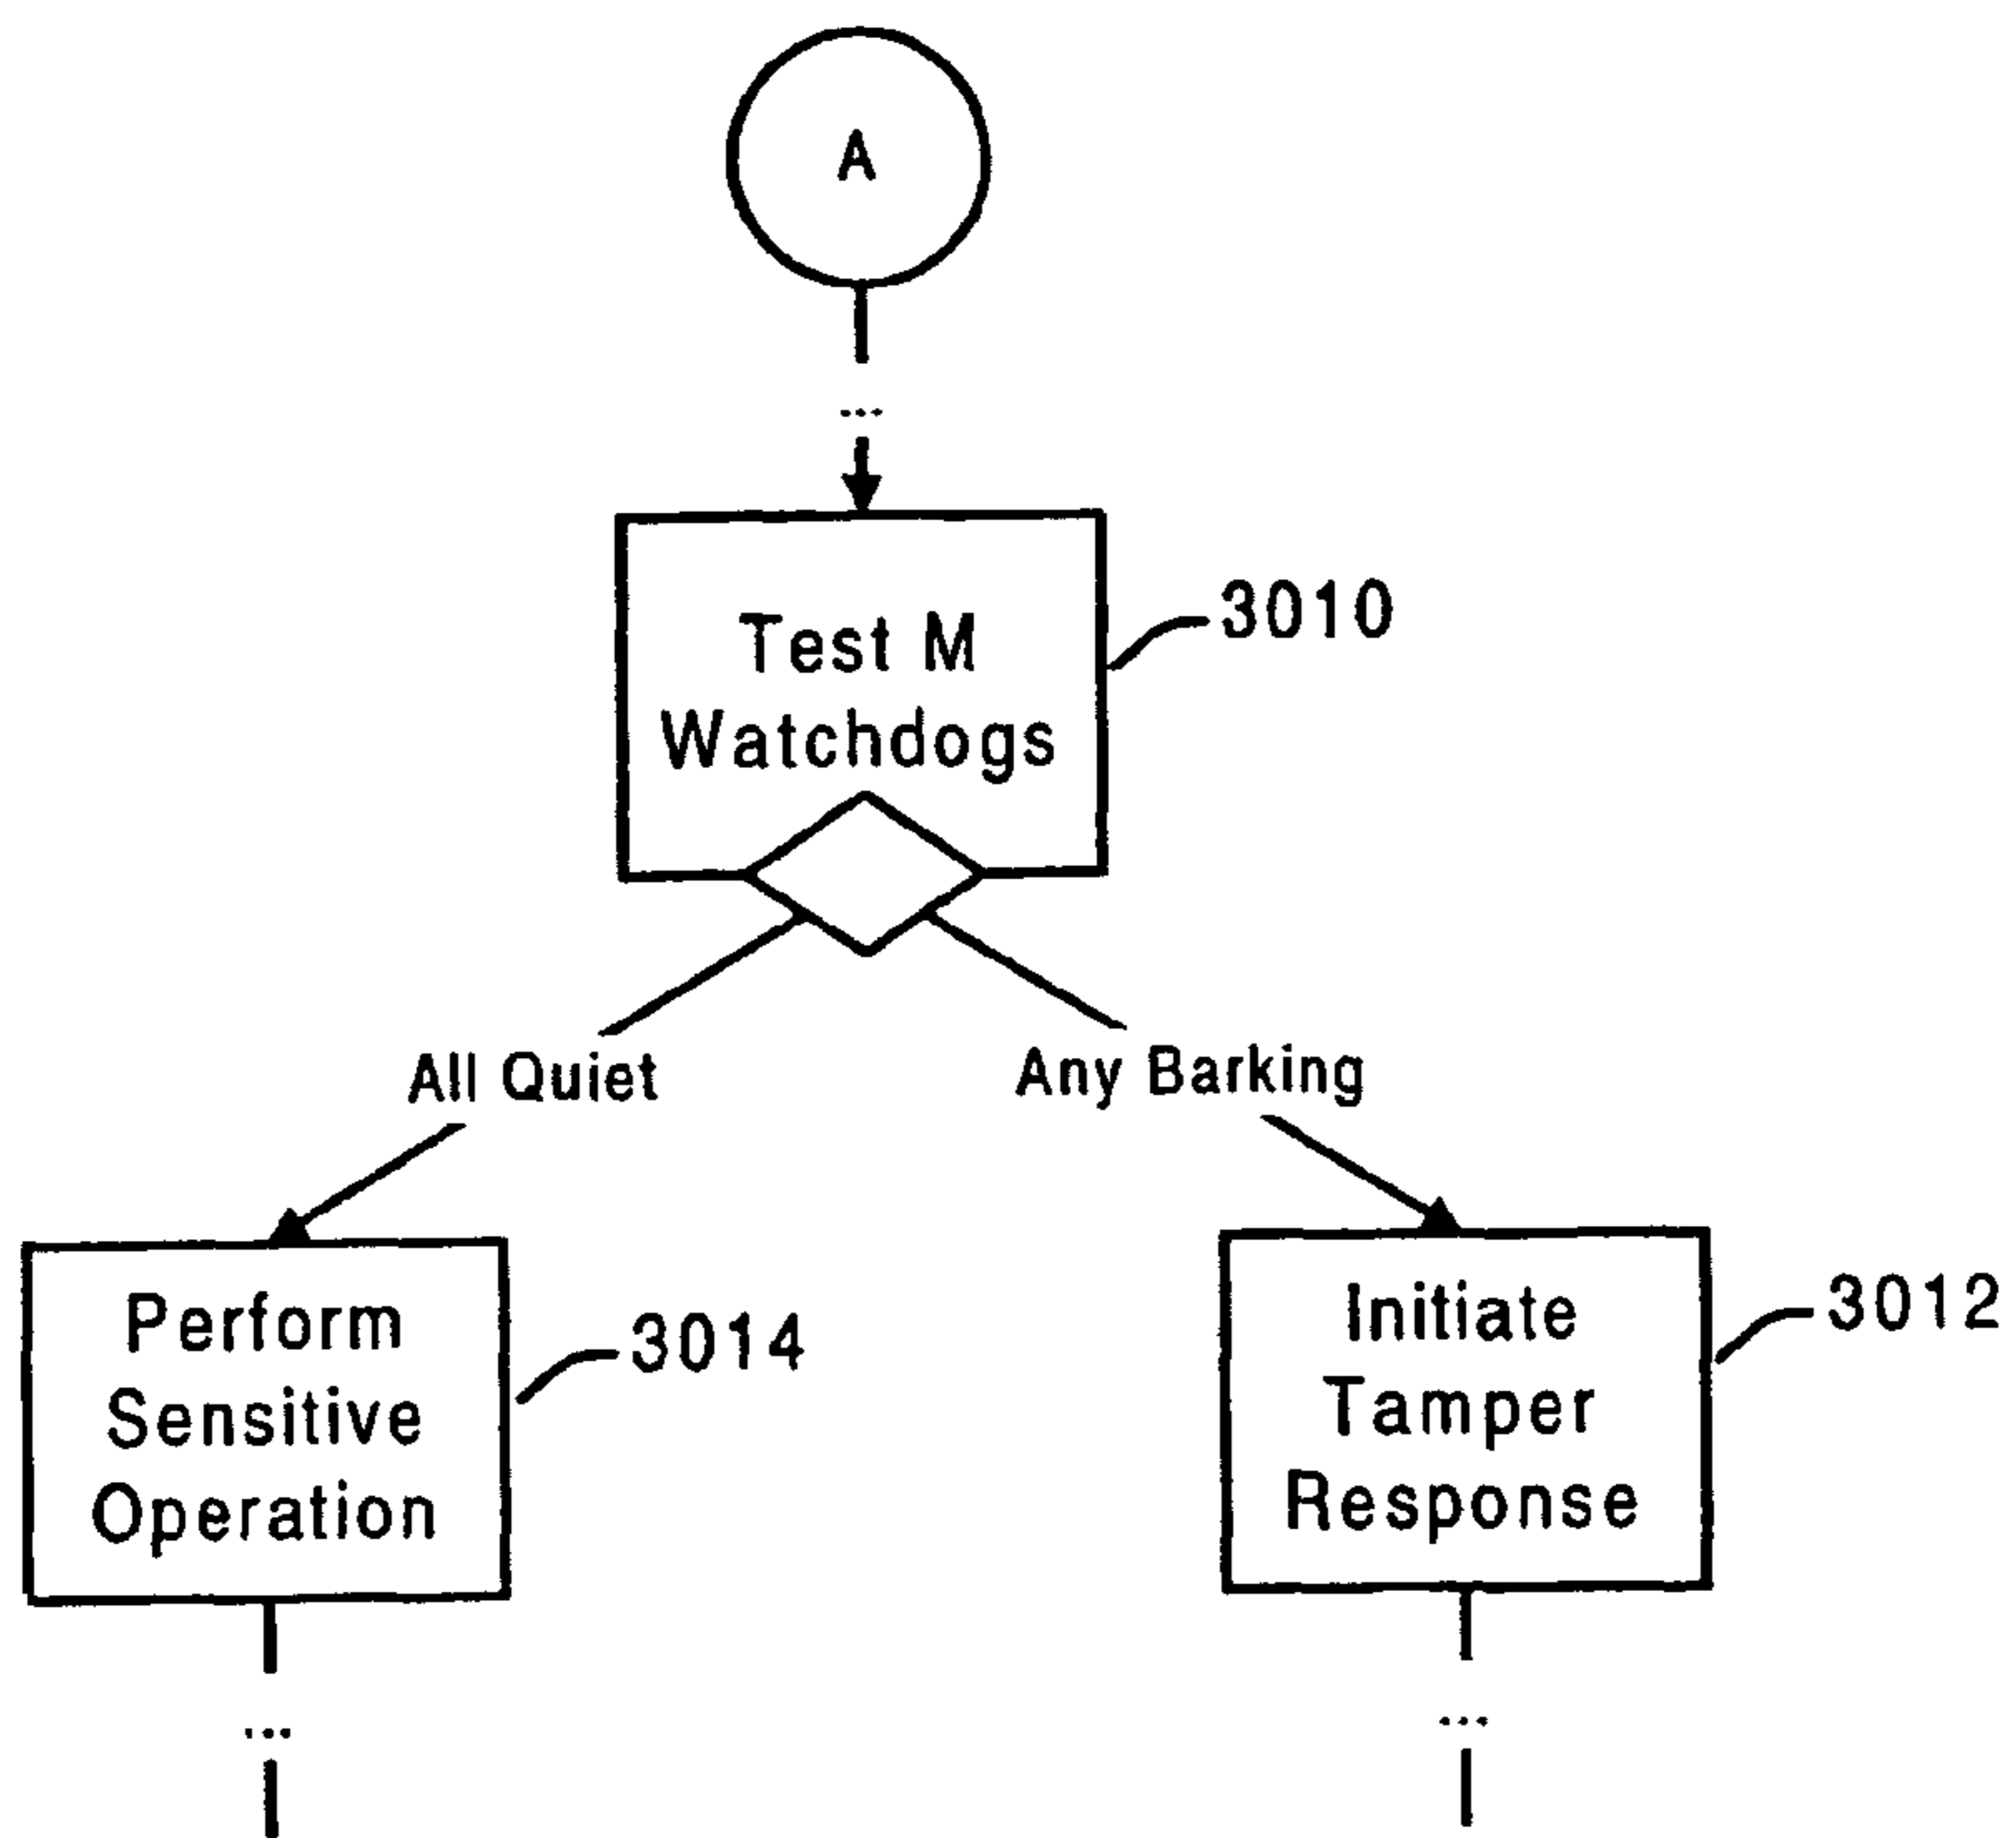 A
...
Test M
Watchdogs
3010
All Quiet
Any Barking
Perform
Sensitive
Operation
3014
Initiate
Tamper
Response
3012
...
...